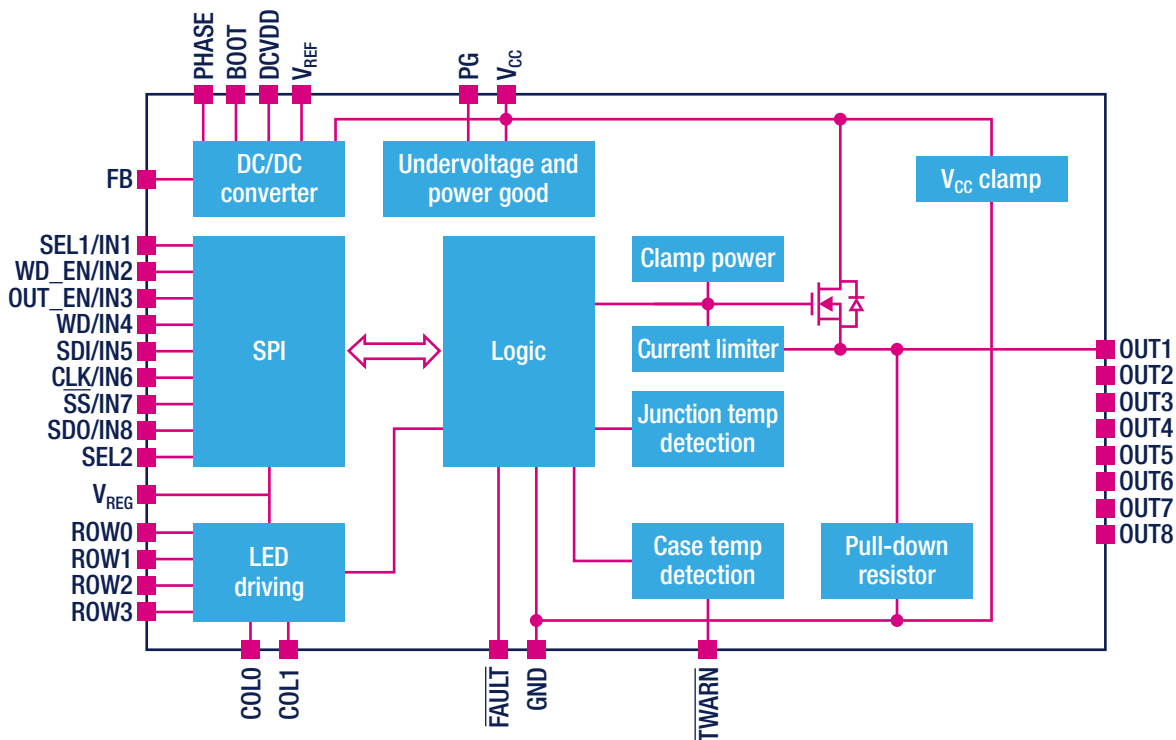 PHASE
BOOT
DCVDD
VREF
PG
VCC
FB
DC/DC
converter
Undervoltage and
power good
VCC clamp
SEL1/IN1
WD_EN/IN2
OUT_EN/IN3
WD/IN4
SDI/IN5
CLK/IN6
SS/IN7
SDO/IN8
SEL2
VREG
SPI
Logic
Clamp power
Current limiter
Junction temp
detection
OUT1
OUT2
OUT3
OUT4
OUT5
OUT6
OUT7
OUT8
ROW0
ROW1
ROW2
ROW3
LED
driving
Case temp
detection
Pull-down
resistor
COL0
COL1
FAULT
GND
TWARN